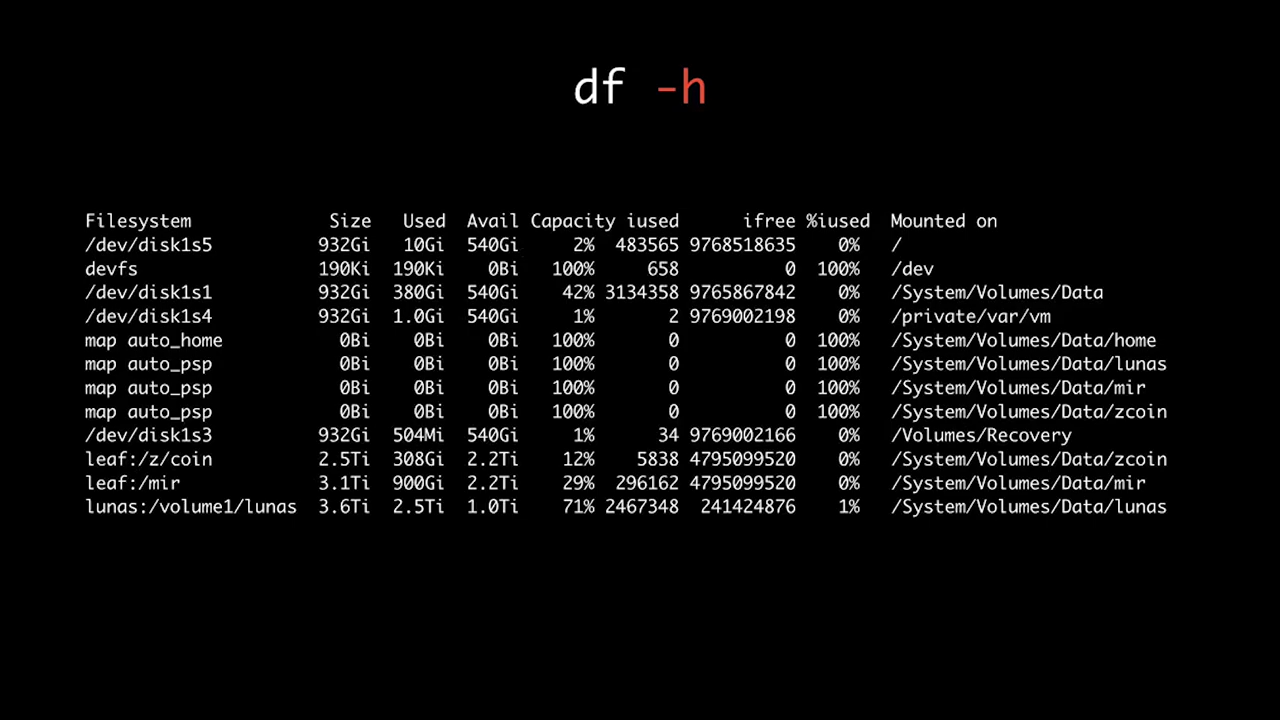 df -h
Filesystem Size Used Avail Capacity iused ifree %iused Mounted on
/dev/disk1s5 932Gi 10Gi 540Gi 2% 483565 9768518635 0% /
devfs 190Ki 190Ki 0Bi 100% 658 0 100% /dev
/dev/disk1s1 932Gi 380Gi 540Gi 42% 3134358 9765867842 0% /System/Volumes/Data
/dev/disk1s4 932Gi 1.0Gi 540Gi 1% 2 9769002198 0% /private/var/vm
map auto_home 0Bi 0Bi 0Bi 100% 0 0 100% /System/Volumes/Data/home
map auto_psp 0Bi 0Bi 0Bi 100% 0 0 100% /System/Volumes/Data/lunas
map auto_psp 0Bi 0Bi 0Bi 100% 0 0 100% /System/Volumes/Data/mir
map auto_psp 0Bi 0Bi 0Bi 100% 0 0 100% /System/Volumes/Data/zcoin
/dev/disk1s3 932Gi 504Mi 540Gi 1% 34 9769002166 0% /Volumes/Recovery
leaf:/z/coin 2.5Ti 308Gi 2.2Ti 12% 5838 4795099520 0% /System/Volumes/Data/zcoin
leaf:/mir 3.1Ti 900Gi 2.2Ti 29% 296162 4795099520 0% /System/Volumes/Data/mir
lunas:/volume1/lunas 3.6Ti 2.5Ti 1.0Ti 71% 2467348 241424876 1% /System/Volumes/Data/lunas